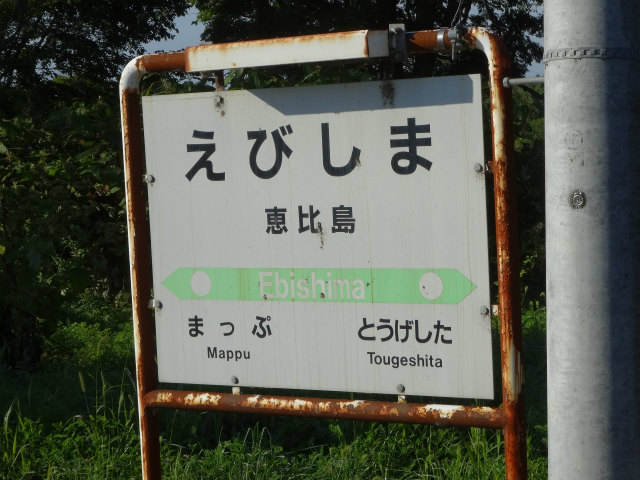 えびしま
恵比島
Ebishima
まっぷ とうげした
Mappu Tougeshita